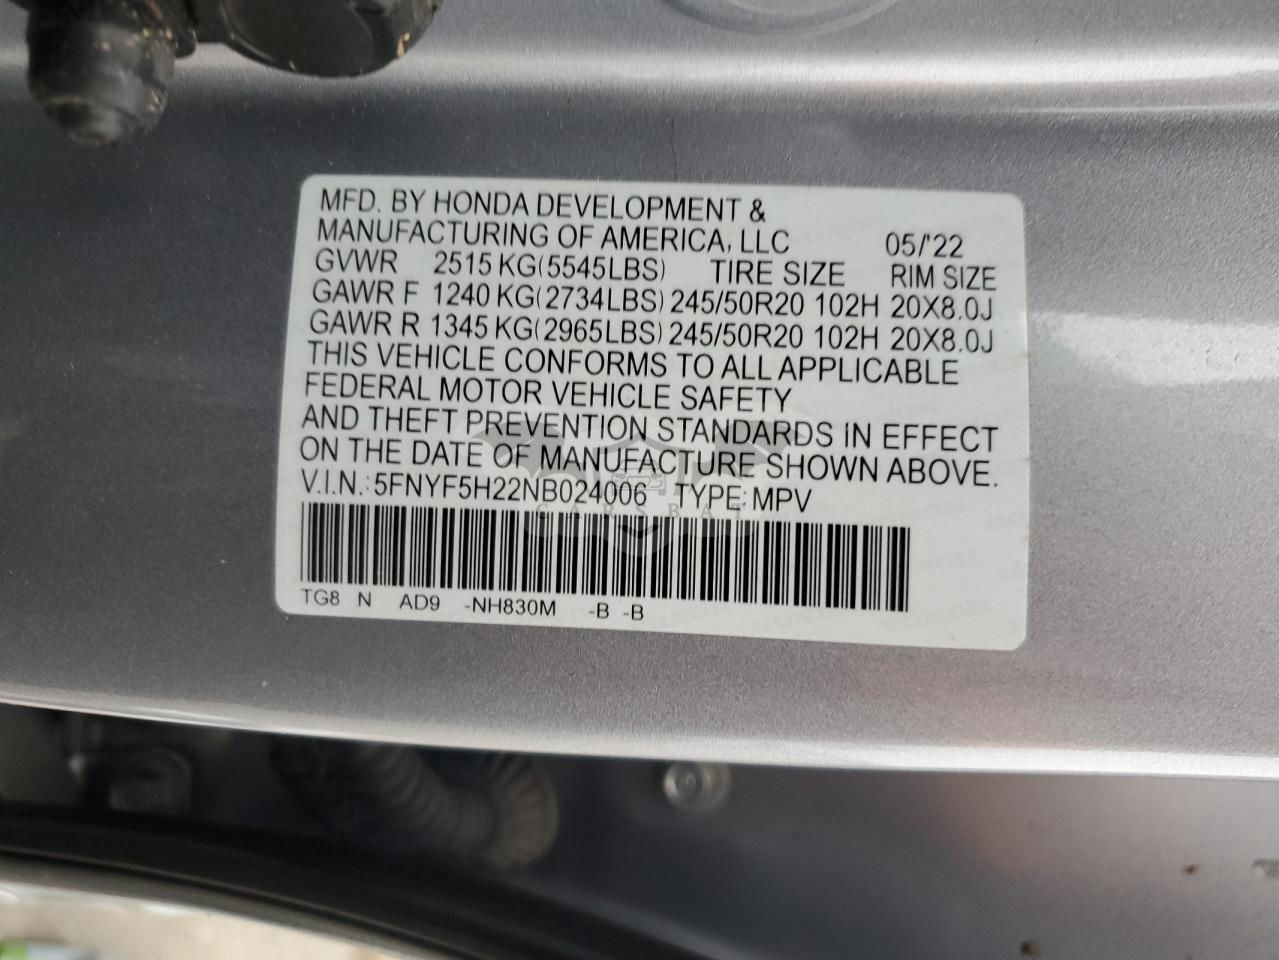 MFD. BY HONDA DEVELOPMENT &
MANUFACTURING OF AMERICA, LLC 05/'22
GVWR 2515 KG(5545LBS) TIRE SIZE RIM SIZE
GAWR F 1240 KG(2734LBS) 245/50R20 102H 20X8.0J
GAWR R 1345 KG(2965LBS) 245/50R20 102H 20X8.0J
THIS VEHICLE CONFORMS TO ALL APPLICABLE
FEDERAL MOTOR VEHICLE SAFETY
AND THEFT PREVENTION STANDARDS IN EFFECT
ON THE DATE OF MANUFACTURE SHOWN ABOVE.
V.I.N.: 5FNYF5H22NB024006 TYPE: MPV
CARSBAT
TG8 N AD9 -NH830M -B -B